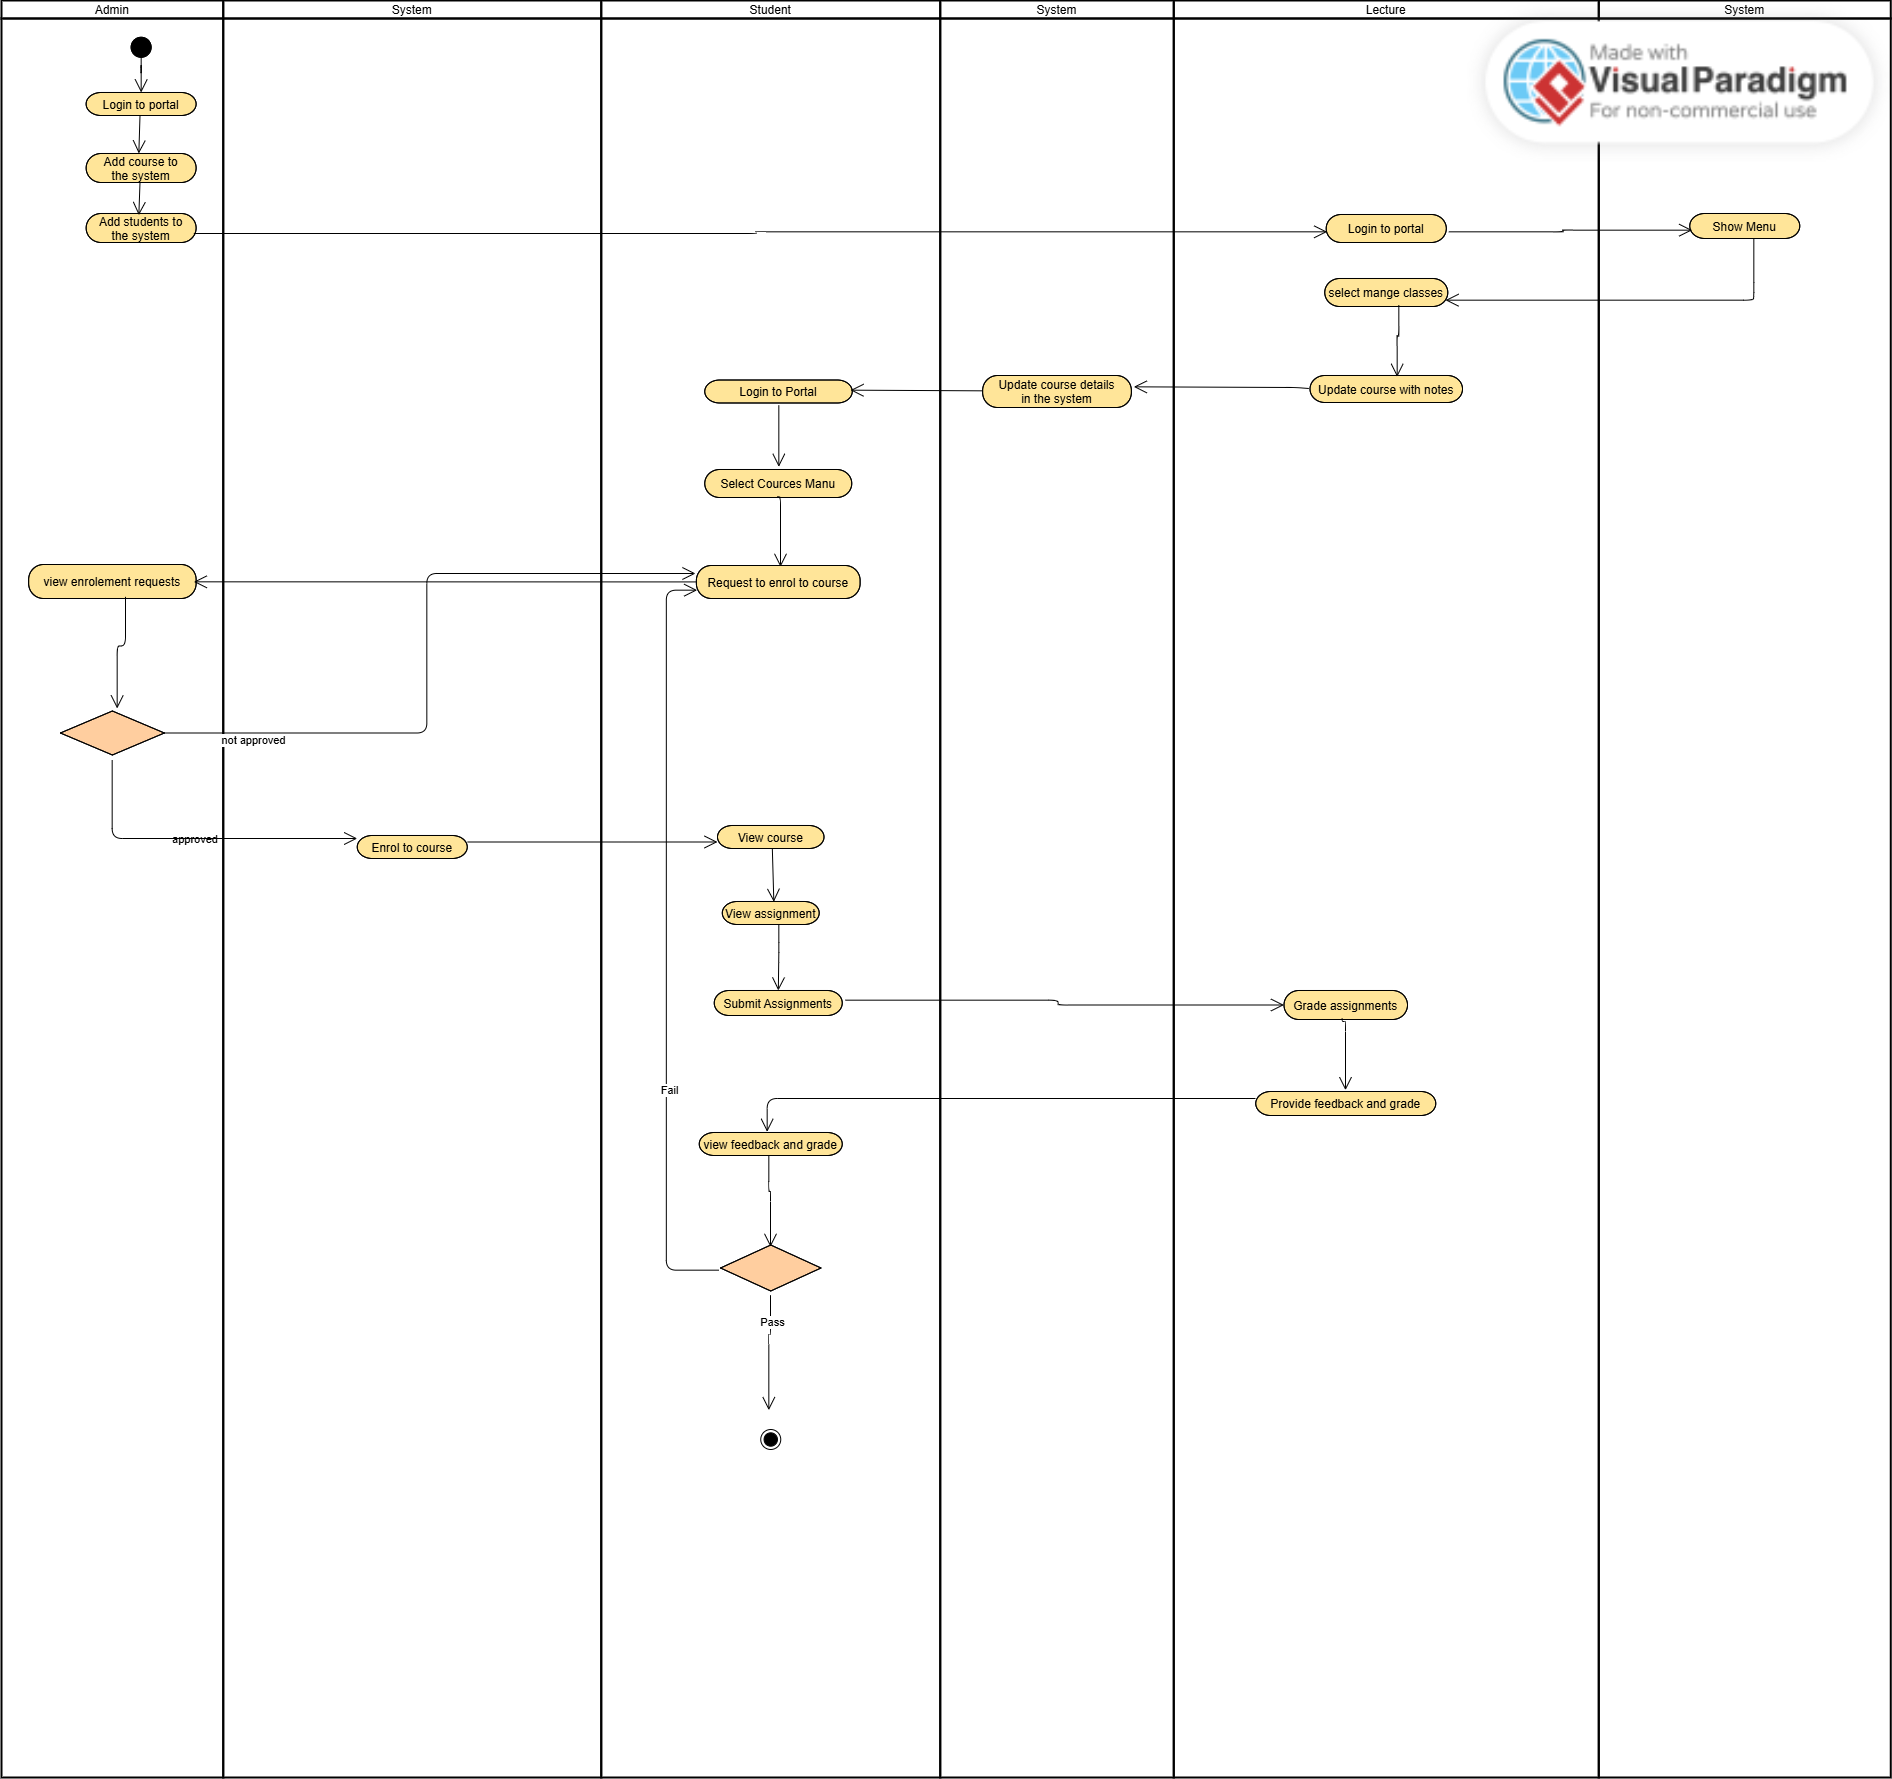 Admin
System
Student
System
Lecture
System
Made with
Visual Paradigm
For non-commercial use
Login to portal
Add course to
the system
Add students to
the system
Login to portal
Show Menu
select mange classes
Login to Portal
Update course details
in the system
Update course with notes
Select Cources Manu
view enrolement requests
Request to enrol to course
not approved
approved
Enrol to course
View course
View assignment
Submit Assignments
Grade assignments
Fail
Provide feedback and grade
view feedback and grade
Pass